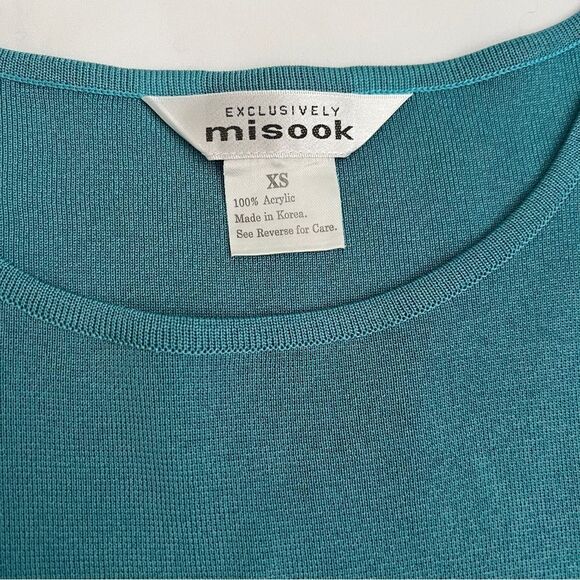 EXCLUSIVELY
misook
XS
100% Acrylic
Made in Korea.
See Reverse for Care.